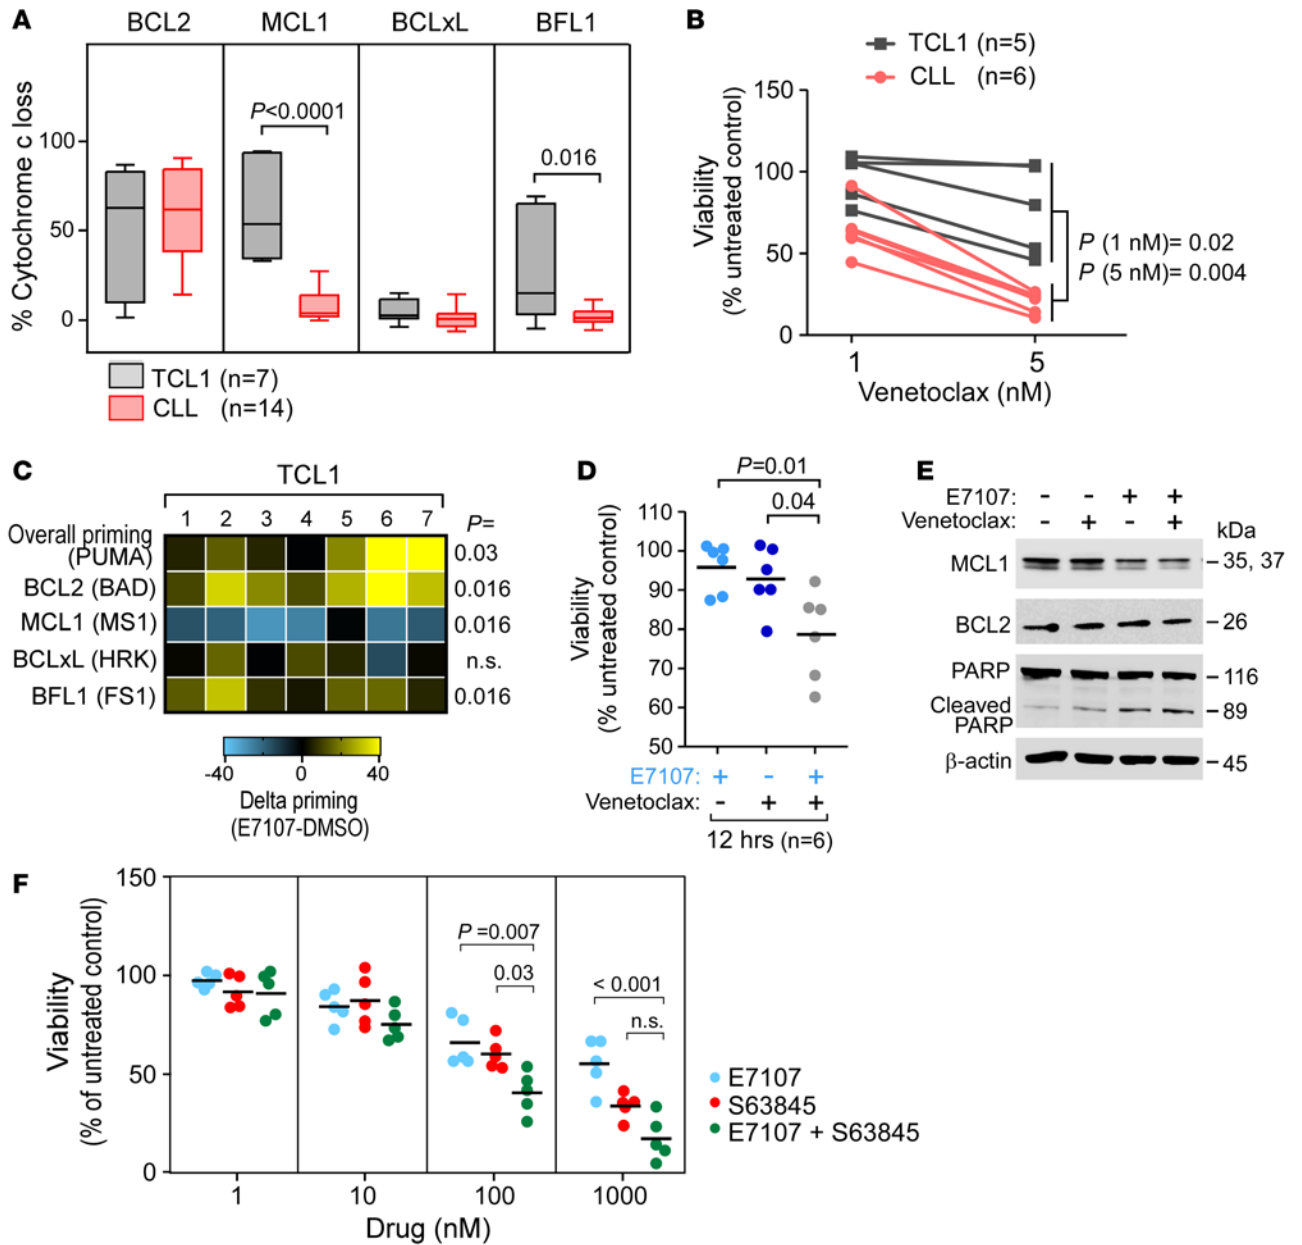 A
BCL2 MCL1 BCLxL BFL1
% Cytochrome c loss
100
50
0
P<0.0001
0.016
TCL1 (n=7)
CLL (n=14)
B
TCL1 (n=5)
CLL (n=6)
Viability
(% untreated control)
150
100
50
0
P (1 nM)= 0.02
P (5 nM)= 0.004
1 5
Venetoclax (nM)
C
TCL1
1 2 3 4 5 6 7 P=
Overall priming
(PUMA) 0.03
BCL2 (BAD) 0.016
MCL1 (MS1) 0.016
BCLxL (HRK) n.s.
BFL1 (FS1) 0.016
-40 0 40
Delta priming
(E7107-DMSO)
D
P=0.01
0.04
Viability
(% untreated control)
110
100
90
80
70
60
50
E7107: + - +
Venetoclax: - + +
12 hrs (n=6)
E
E7107: - - + +
Venetoclax: - + - +
kDa
MCL1 35, 37
BCL2 26
PARP 116
Cleaved 89
PARP
β-actin 45
F
Viability
(% of untreated control)
150
100
50
0
P =0.007
0.03
< 0.001
n.s.
1 10 100 1000
Drug (nM)
E7107
S63845
E7107 + S63845